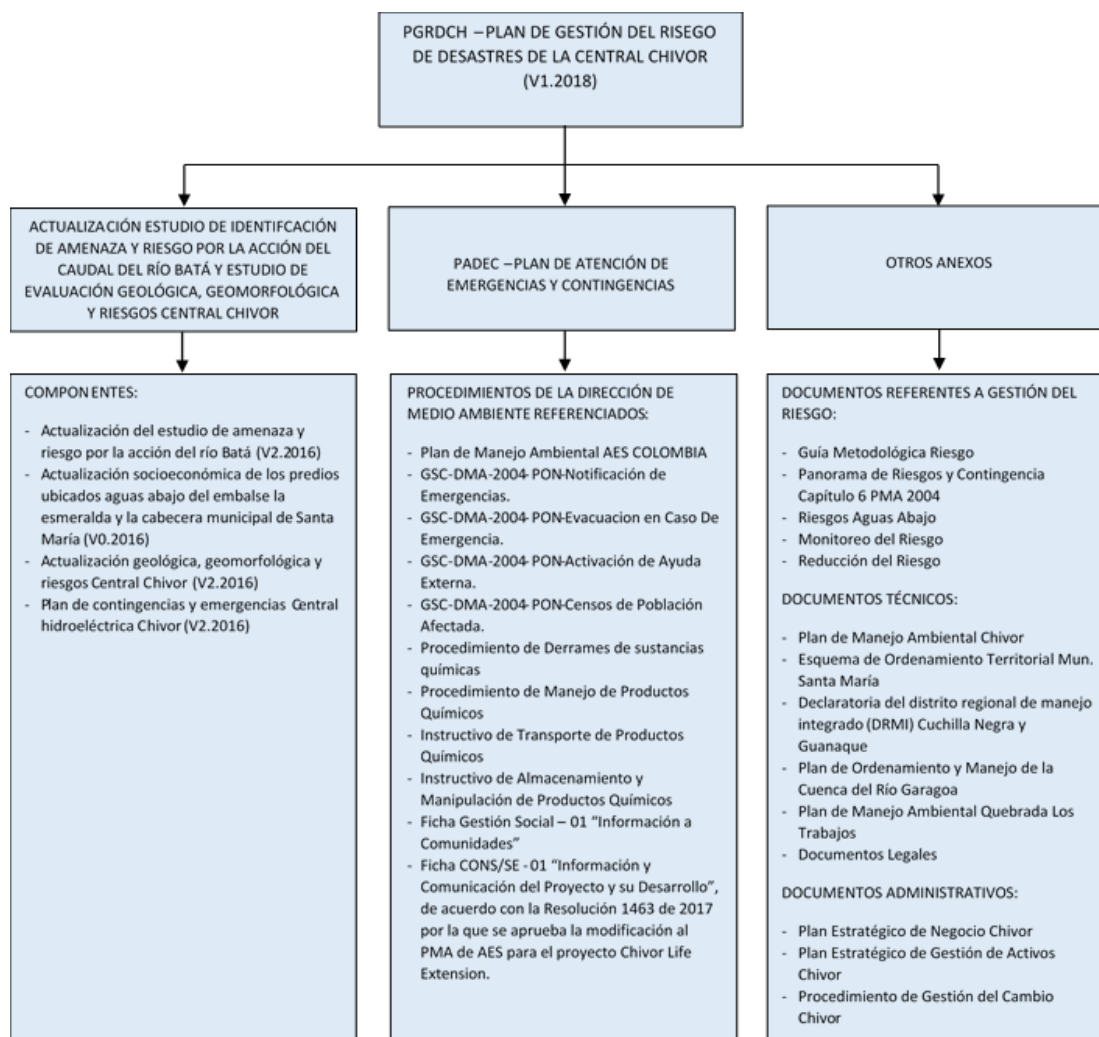 PGRDCH – PLAN DE GESTIÓN DEL RISEGO
DE DESASTRES DE LA CENTRAL CHIVOR
(V1.2018)
ACTUALIZACIÓN ESTUDIO DE IDENTIFCACIÓN
DE AMENAZA Y RIESGO POR LA ACCIÓN DEL
CAUDAL DEL RÍO BATÁ Y ESTUDIO DE
EVALUACIÓN GEOLÓGICA, GEOMORFOLÓGICA
Y RIESGOS CENTRAL CHIVOR
PADEC – PLAN DE ATENCIÓN DE
EMERGENCIAS Y CONTINGENCIAS
OTROS ANEXOS
COMPONENTES:
- Actualización del estudio de amenaza y
riesgo por la acción del río Batá (V2.2016)
- Actualización socioeconómica de los predios
ubicados aguas abajo del embalse la
esmeralda y la cabecera municipal de Santa
María (V0.2016)
- Actualización geológica, geomorfológica y
riesgos Central Chivor (V2.2016)
- Plan de contingencias y emergencias Central
hidroeléctrica Chivor (V2.2016)
PROCEDIMIENTOS DE LA DIRECCIÓN DE
MEDIO AMBIENTE REFERENCIADOS:
- Plan de Manejo Ambiental AES COLOMBIA
- GSC-DMA-2004- PON-Notificación de
Emergencias.
- GSC-DMA-2004- PON-Evacuacion en Caso De
Emergencia.
- GSC-DMA-2004- PON-Activación de Ayuda
Externa.
- GSC-DMA-2004- PON-Censos de Población
Afectada.
- Procedimiento de Derrames de sustancias
químicas
- Procedimiento de Manejo de Productos
Químicos
- Instructivo de Transporte de Productos
Químicos
- Instructivo de Almacenamiento y
Manipulación de Productos Químicos
- Ficha Gestión Social – 01 “Información a
Comunidades”
- Ficha CONS/SE - 01 “Información y
Comunicación del Proyecto y su Desarrollo”,
de acuerdo con la Resolución 1463 de 2017
por la que se aprueba la modificación al
PMA de AES para el proyecto Chivor Life
Extension.
DOCUMENTOS REFERENTES A GESTIÓN DEL
RIESGO:
- Guía Metodológica Riesgo
- Panorama de Riesgos y Contingencia
Capítulo 6 PMA 2004
- Riesgos Aguas Abajo
- Monitoreo del Riesgo
- Reducción del Riesgo
DOCUMENTOS TÉCNICOS:
- Plan de Manejo Ambiental Chivor
- Esquema de Ordenamiento Territorial Mun.
Santa María
- Declaratoria del distrito regional de manejo
integrado (DRMI) Cuchilla Negra y
Guanaque
- Plan de Ordenamiento y Manejo de la
Cuenca del Río Garagoa
- Plan de Manejo Ambiental Quebrada Los
Trabajos
- Documentos Legales
DOCUMENTOS ADMINISTRATIVOS:
- Plan Estratégico de Negocio Chivor
- Plan Estratégico de Gestión de Activos
Chivor
- Procedimiento de Gestión del Cambio
Chivor